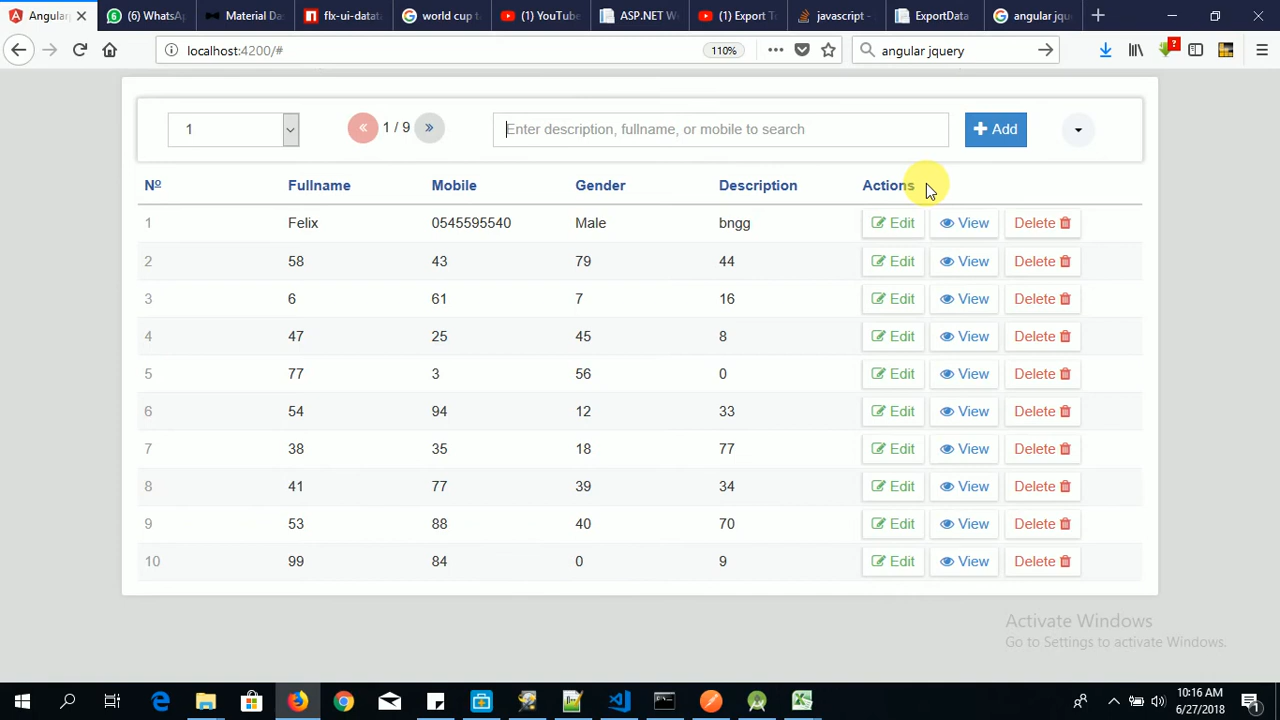 Angular (6) WhatsA Material Da flx-ui-datat world cup t (1) YouTube ASP.NET W (1) Export T javascript - ExportData angular jqu
localhost:4200/# 110% angular jquery
1 « 1 / 9 » Enter description, fullname, or mobile to search Add
Nº Fullname Mobile Gender Description Actions
1 Felix 0545595540 Male bngg Edit View Delete
2 58 43 79 44 Edit View Delete
3 6 61 7 16 Edit View Delete
4 47 25 45 8 Edit View Delete
5 77 3 56 0 Edit View Delete
6 54 94 12 33 Edit View Delete
7 38 35 18 77 Edit View Delete
8 41 77 39 34 Edit View Delete
9 53 88 40 70 Edit View Delete
10 99 84 0 9 Edit View Delete
Activate Windows
Go to Settings to activate Windows.
10:16 AM
6/27/2018